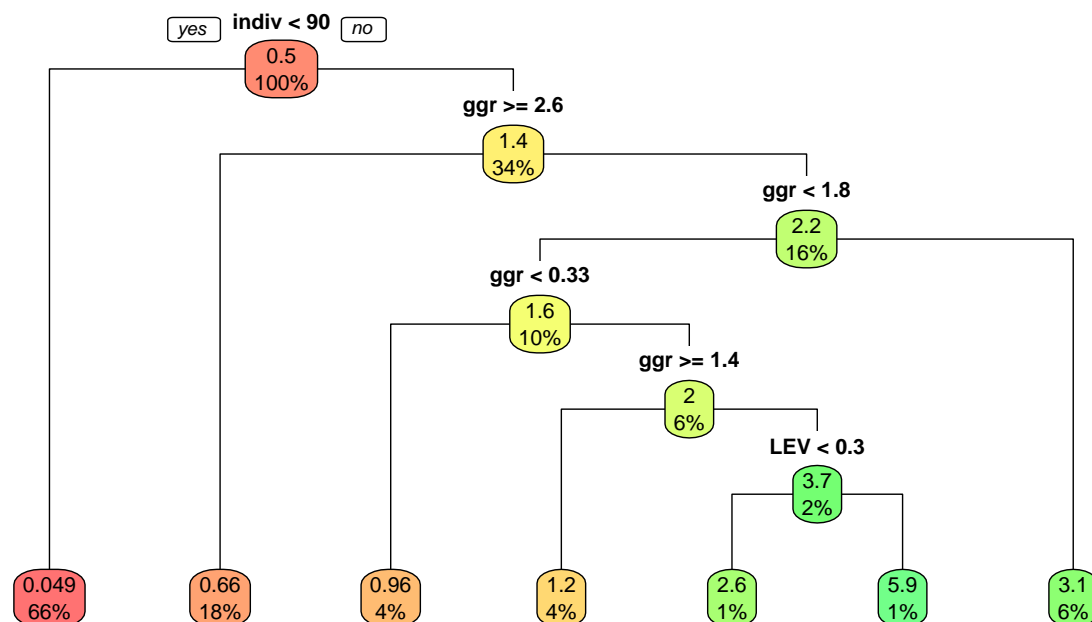 yes indiv < 90 no
0.5
100%
ggr >= 2.6
1.4
34%
ggr < 1.8
2.2
16%
ggr < 0.33
1.6
10%
ggr >= 1.4
2
6%
LEV < 0.3
3.7
2%
0.049 0.66 0.96 1.2 2.6 5.9 3.1
66% 18% 4% 4% 1% 1% 6%